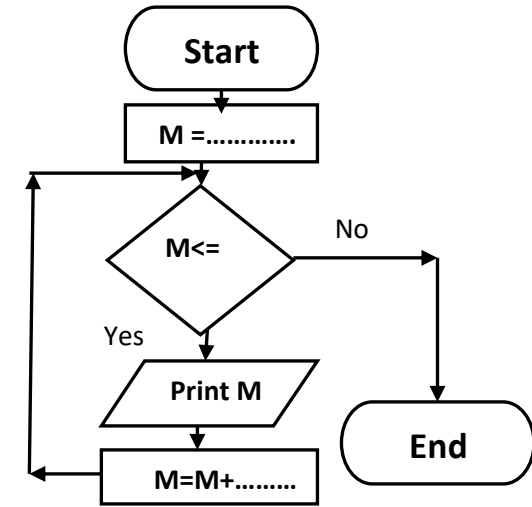 Start
M =………….
M<=
No
Yes
Print M
M=M+………
End